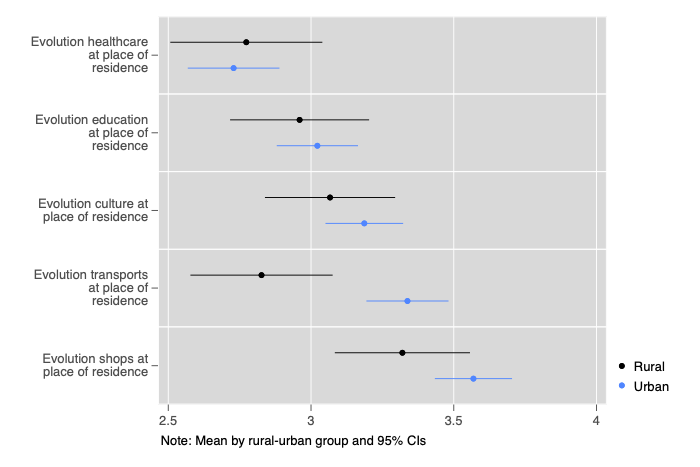 Evolution healthcare
at place of
residence
Evolution education
at place of
residence
Evolution culture at
place of residence
Evolution transports
at place of
residence
Evolution shops at
place of residence
Rural
Urban
2.5 3 3.5 4
Note: Mean by rural-urban group and 95% CIs